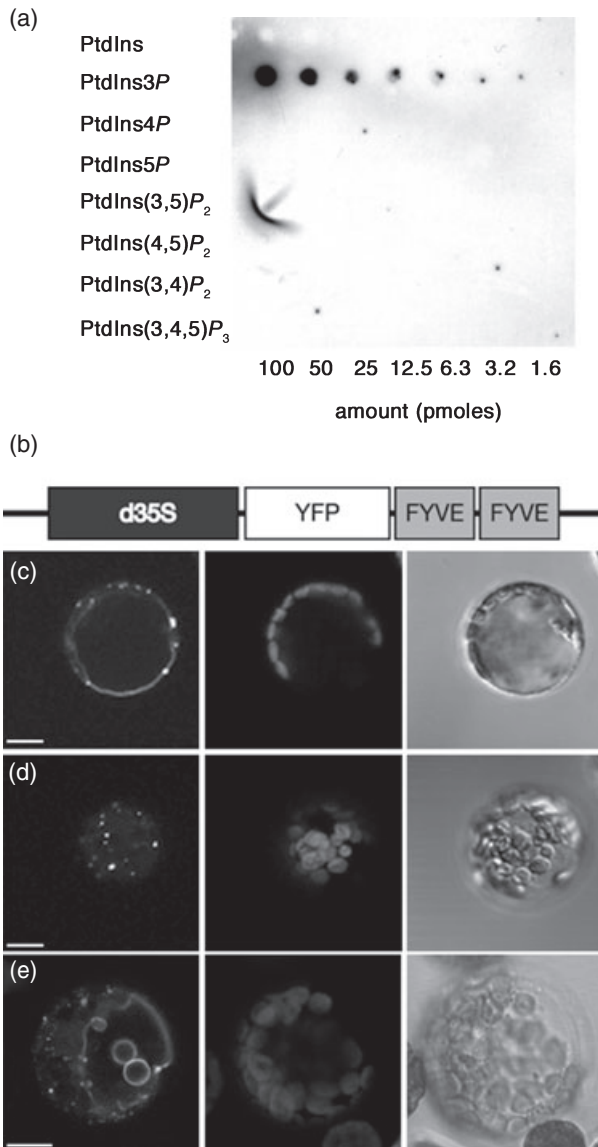 (a)
PtdIns
PtdIns3P
PtdIns4P
PtdIns5P
PtdIns(3,5)P₂
PtdIns(4,5)P₂
PtdIns(3,4)P₂
PtdIns(3,4,5)P₃
100 50 25 12.5 6.3 3.2 1.6
amount (pmoles)
(b)
d35S YFP FYVE FYVE
(c)
(d)
(e)